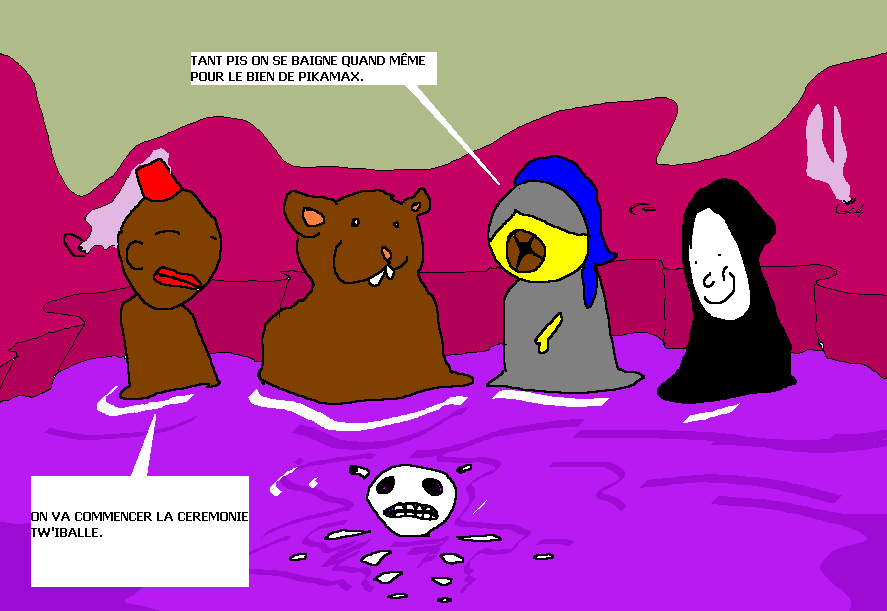 TANT PIS ON SE BAIGNE QUAND MÊME
POUR LE BIEN DE PIKAMAX.
ON VA COMMENCER LA CEREMONIE
TW'IBALLE.